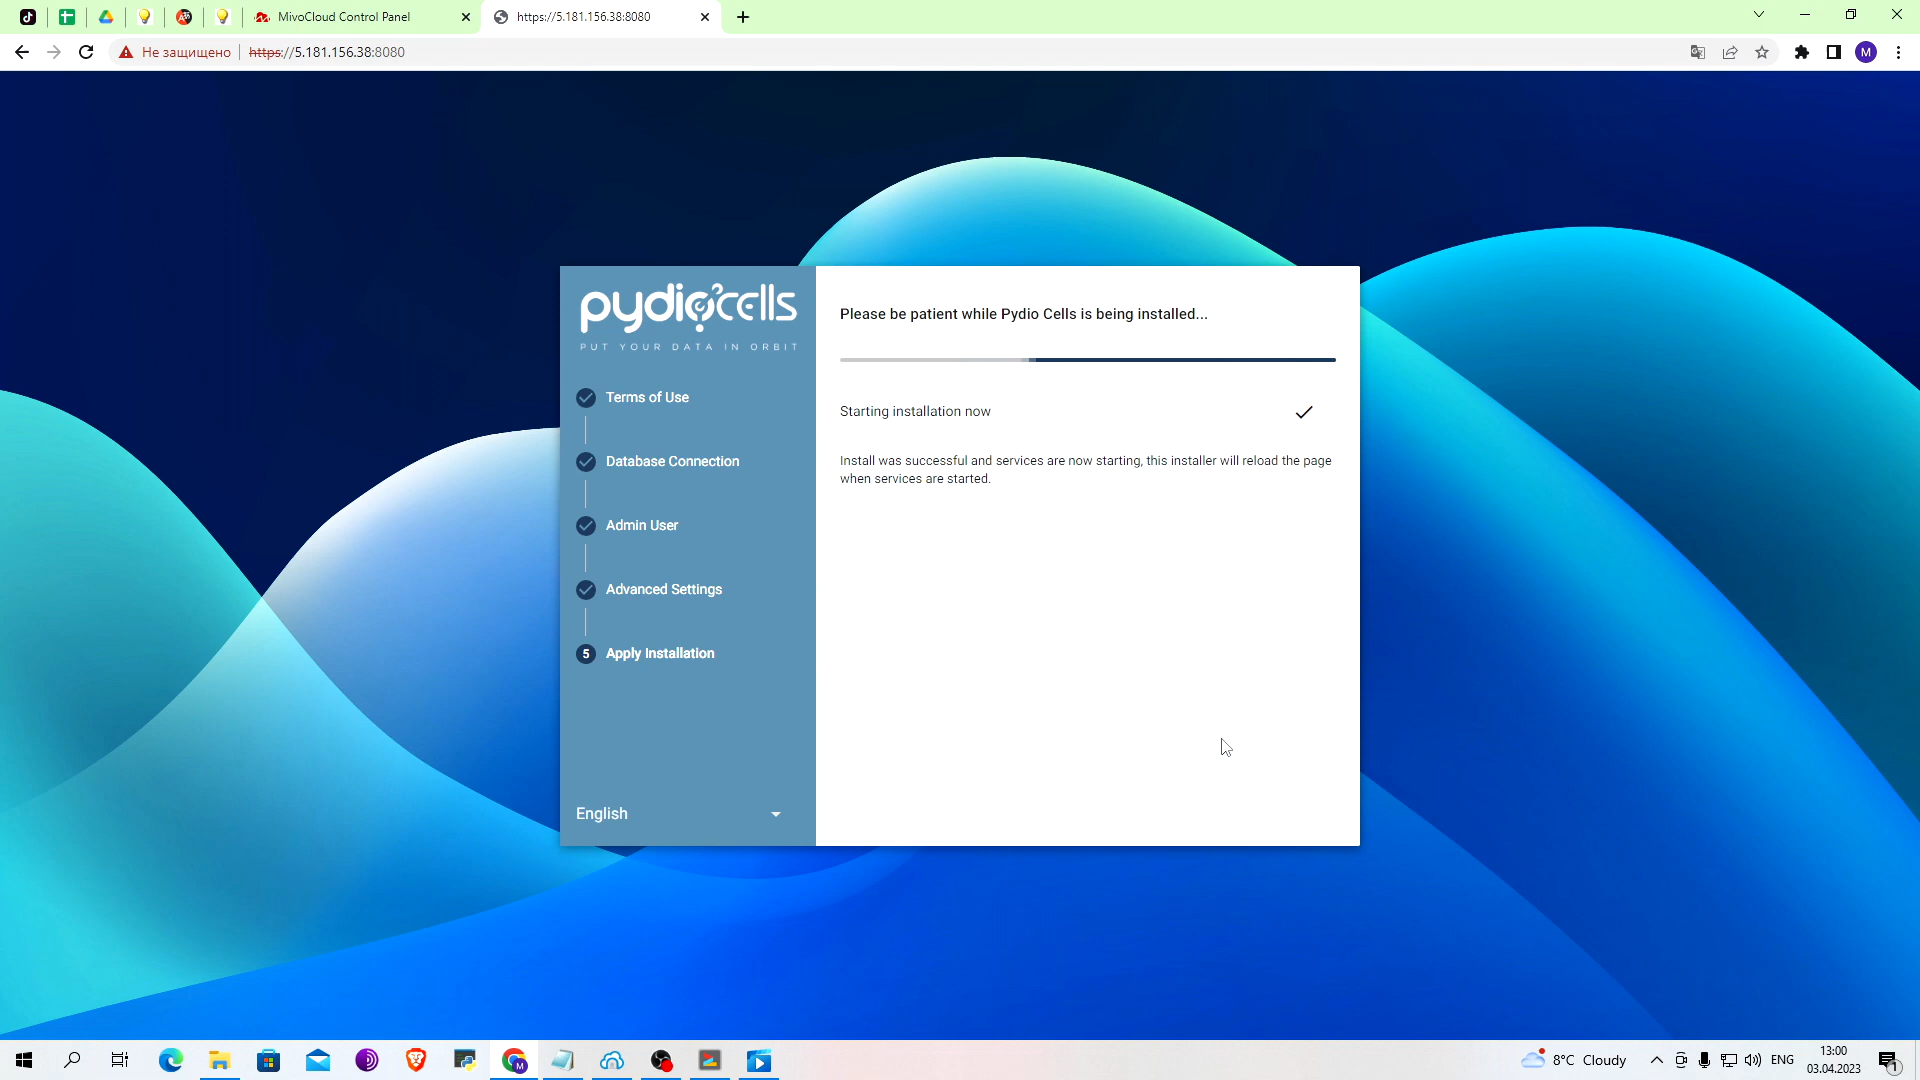 MivoCloud Control Panel
https://5.181.156.38:8080
Не защищено
https://5.181.156.38:8080
M
pydio cells
PUT YOUR DATA IN ORBIT
Terms of Use
Database Connection
Admin User
Advanced Settings
5 Apply Installation
English
Please be patient while Pydio Cells is being installed...
Starting installation now
Install was successful and services are now starting, this installer will reload the page
when services are started.
8°C Cloudy
ENG
13:00
03.04.2023
1